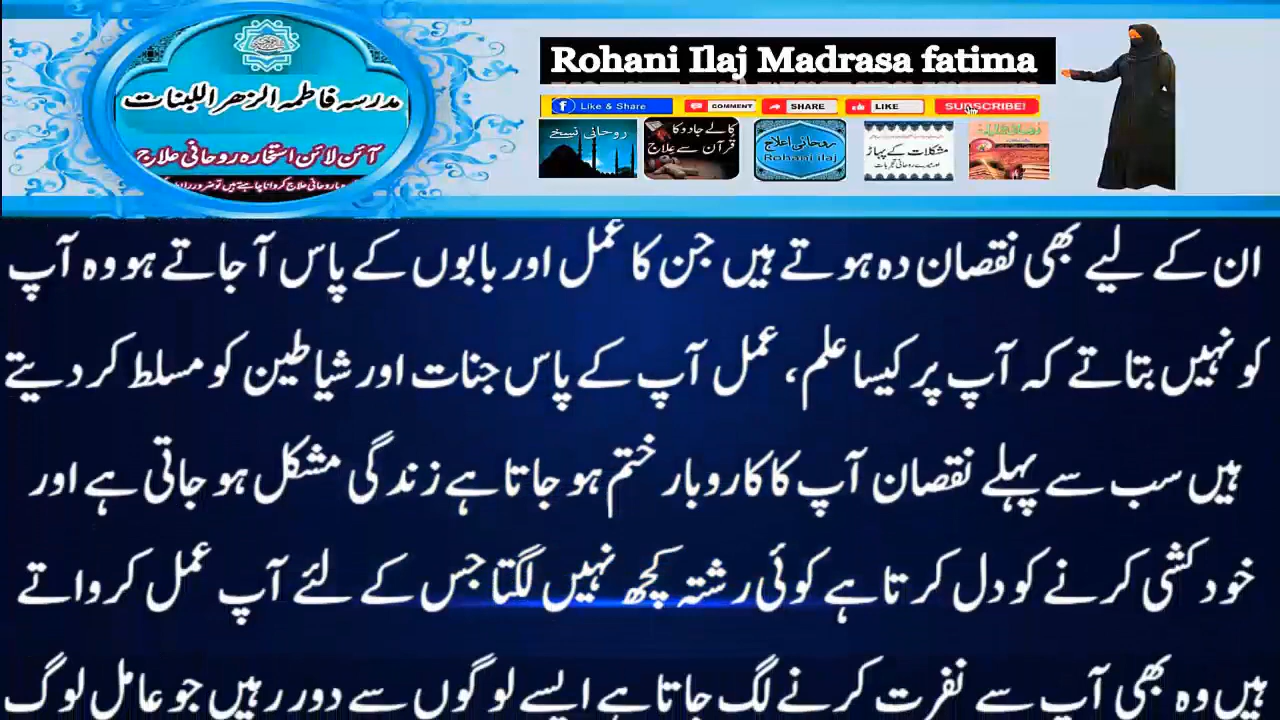 مدرسہ فاطمہ الزھرا للبنات
آئن لائن استخارہ روحانی علاج
Rohani Ilaj Madrasa fatima
Like & Share
COMMENT
SHARE
LIKE
SUBSCRIBE!
روحانی نسخے
کالے جادو کا
قرآن سے علاج
روحانی علاج
Rohani ilaj
مشکلات کے پہاڑ
ان کے لیے بھی نقصان دہ ہوتے ہیں جن کا عمل اور بابوں کے پاس آ جاتے ہو وہ آپ
کو نہیں بتاتے کہ آپ پر کیسا علم، عمل آپ کے پاس جنات اور شیاطین کو مسلط کر دیتے
ہیں سب سے پہلے نقصان آپ کا کاروبار ختم ہو جاتا ہے زندگی مشکل ہو جاتی ہے اور
خودکشی کرنے کو دل کرتا ہے کوئی رشتہ کچھ نہیں لگتا جس کے لئے آپ عمل کرواتے
ہیں وہ بھی آپ سے نفرت کرنے لگ جاتا ہے ایسے لوگوں سے دور رہیں جو عامل لوگ